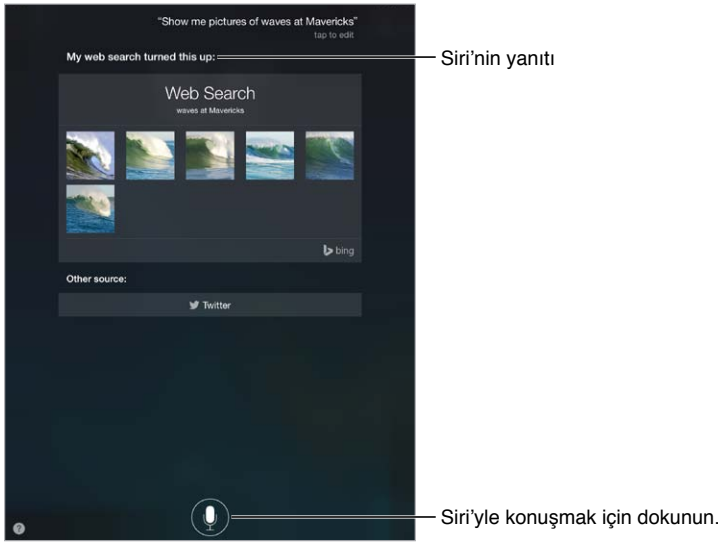 “Show me pictures of waves at Mavericks”
tap to edit
My web search turned this up:
Siri’nin yanıtı
Web Search
waves at Mavericks
bing
Other source:
Twitter
?
Siri’yle konuşmak için dokunun.